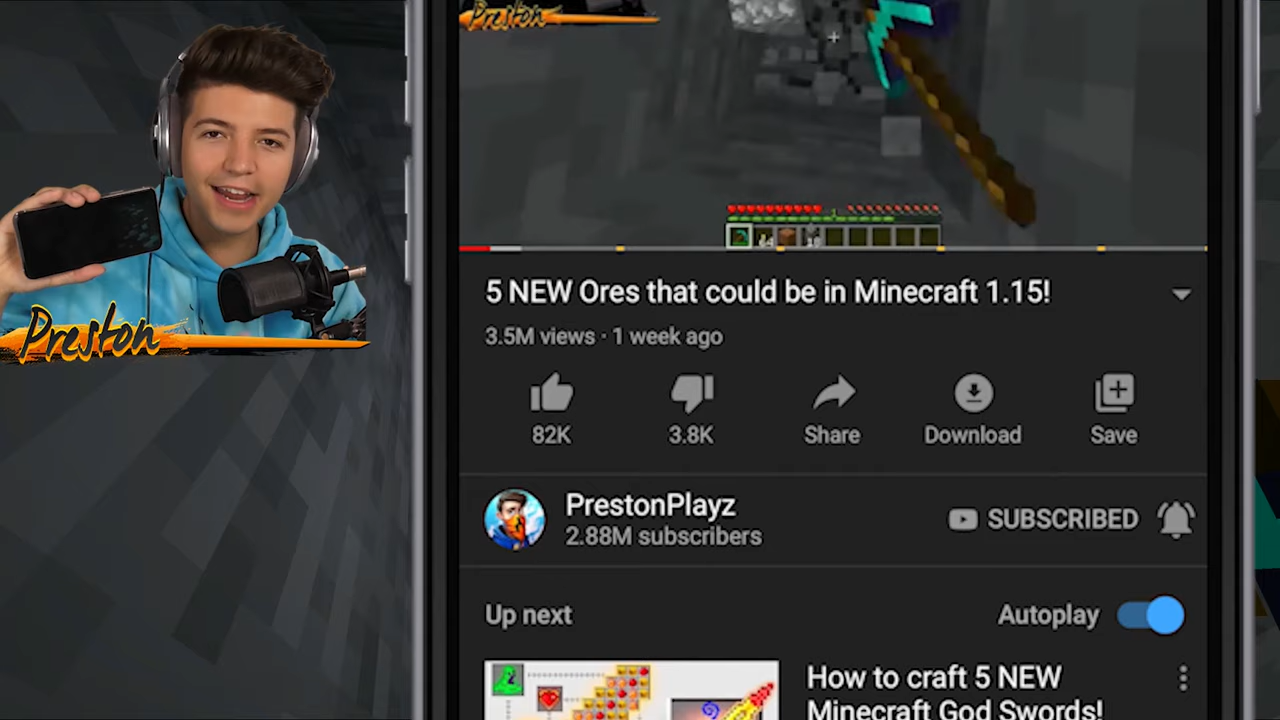 Preston
Preston
64
10
5 NEW Ores that could be in Minecraft 1.15!
3.5M views · 1 week ago
82K
3.8K
Share
Download
Save
PrestonPlayz
2.88M subscribers
SUBSCRIBED
Up next
Autoplay
How to craft 5 NEW
Minecraft God Swords!